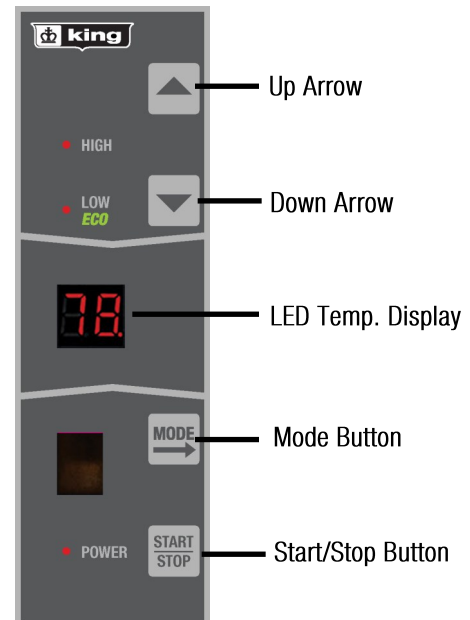 king
Up Arrow
HIGH
LOW
ECO
Down Arrow
78.
LED Temp. Display
MODE
Mode Button
POWER
START
STOP
Start/Stop Button